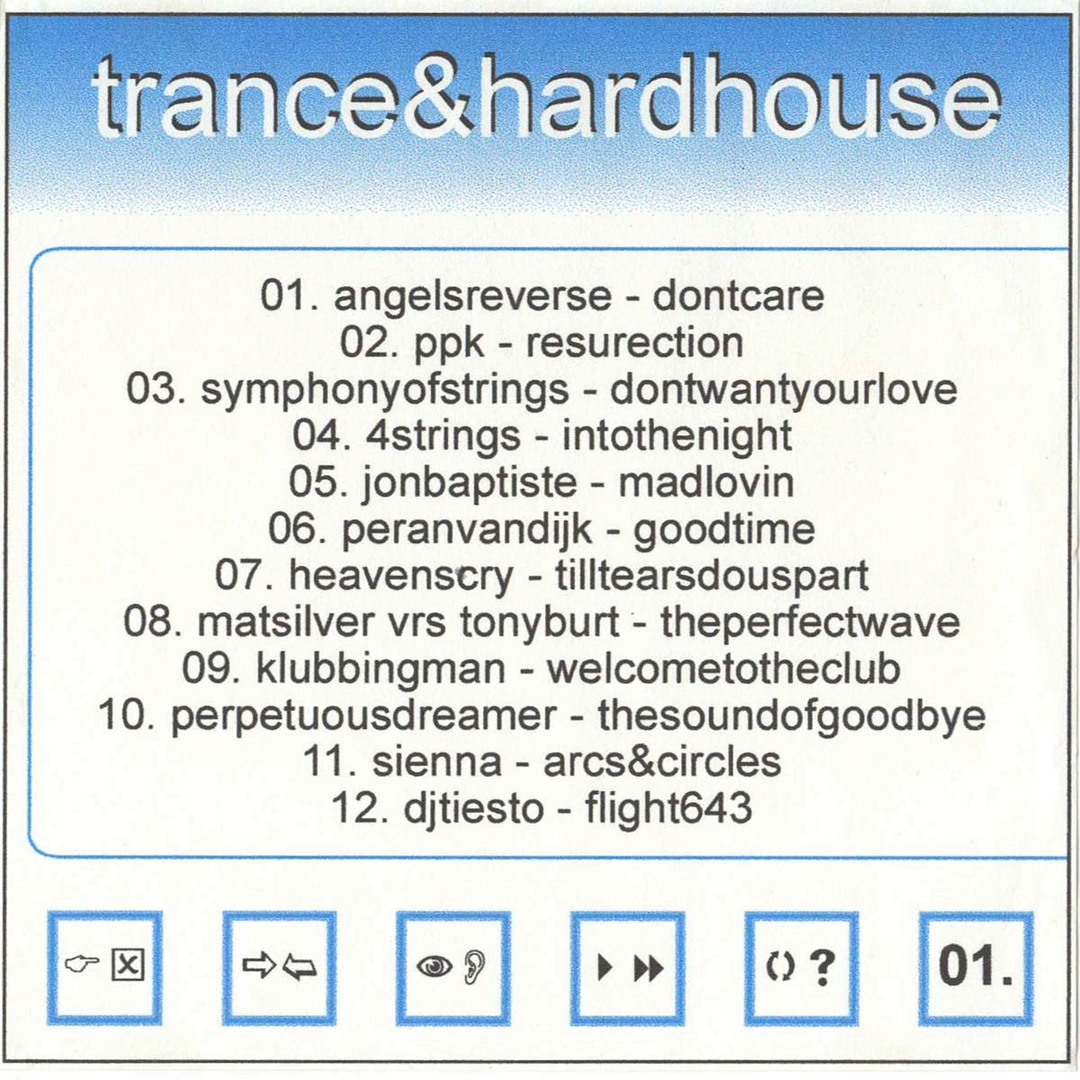 trance&hardhouse
01. angelsreverse - dontcare
02. ppk - resurection
03. symphonyofstrings - dontwantyourlove
04. 4strings - intothenight
05. jonbaptiste - madlovin
06. peranvandijk - goodtime
07. heavenscry - tilltearsdouspart
08. matsilver vrs tonyburt - theperfectwave
09. klubbingman - welcometotheclub
10. perpetuousdreamer - thesoundofgoodbye
11. sienna - arcs&circles
12. djtiesto - flight643
? 01.